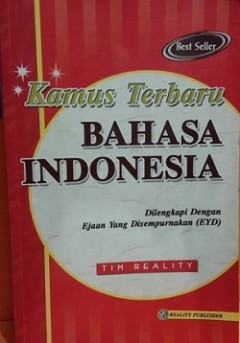 Best Seller
Kamus Terbaru
BAHASA
INDONESIA
Dilengkapi Dengan
Ejaan Yang Disempurnakan (EYD)
TIM REALITY
REALITY PUBLISHER